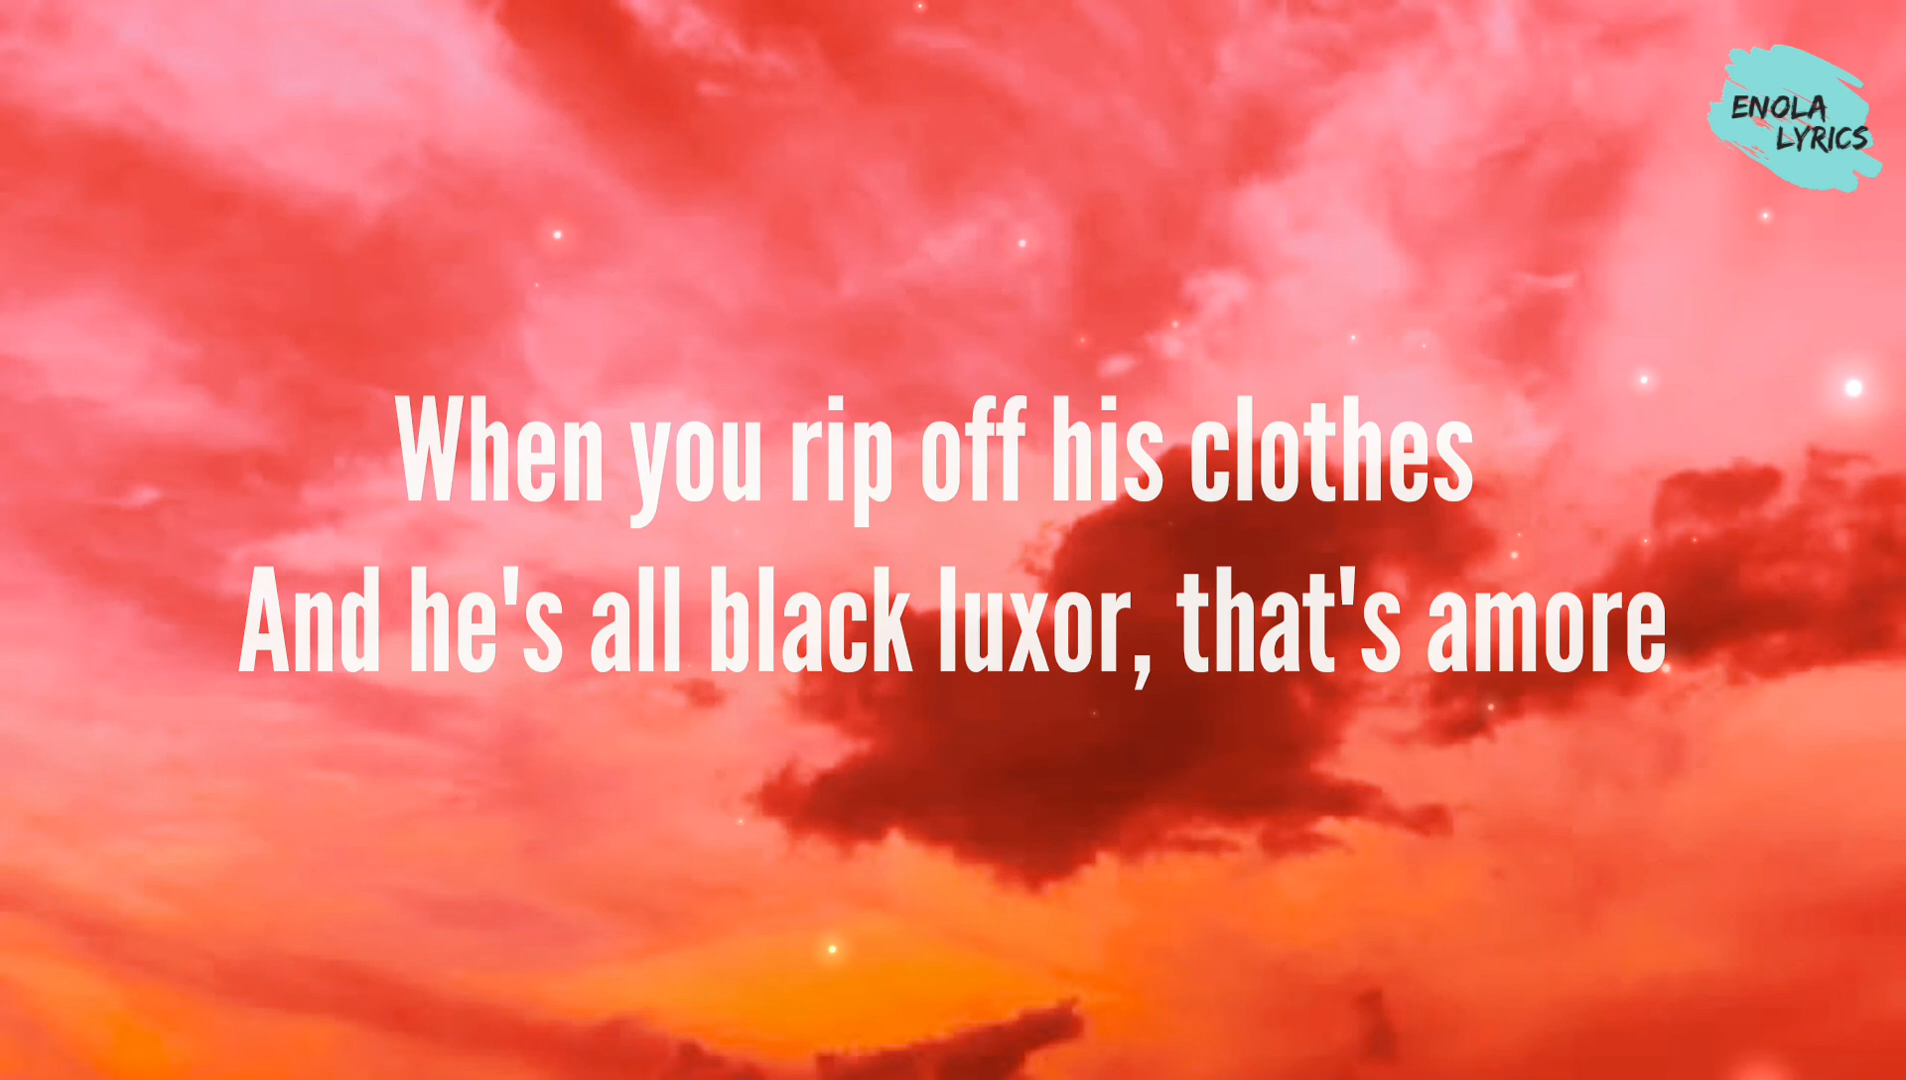 ENOLA
LYRICS
When you rip off his clothes
And he's all black luxor, that's amore